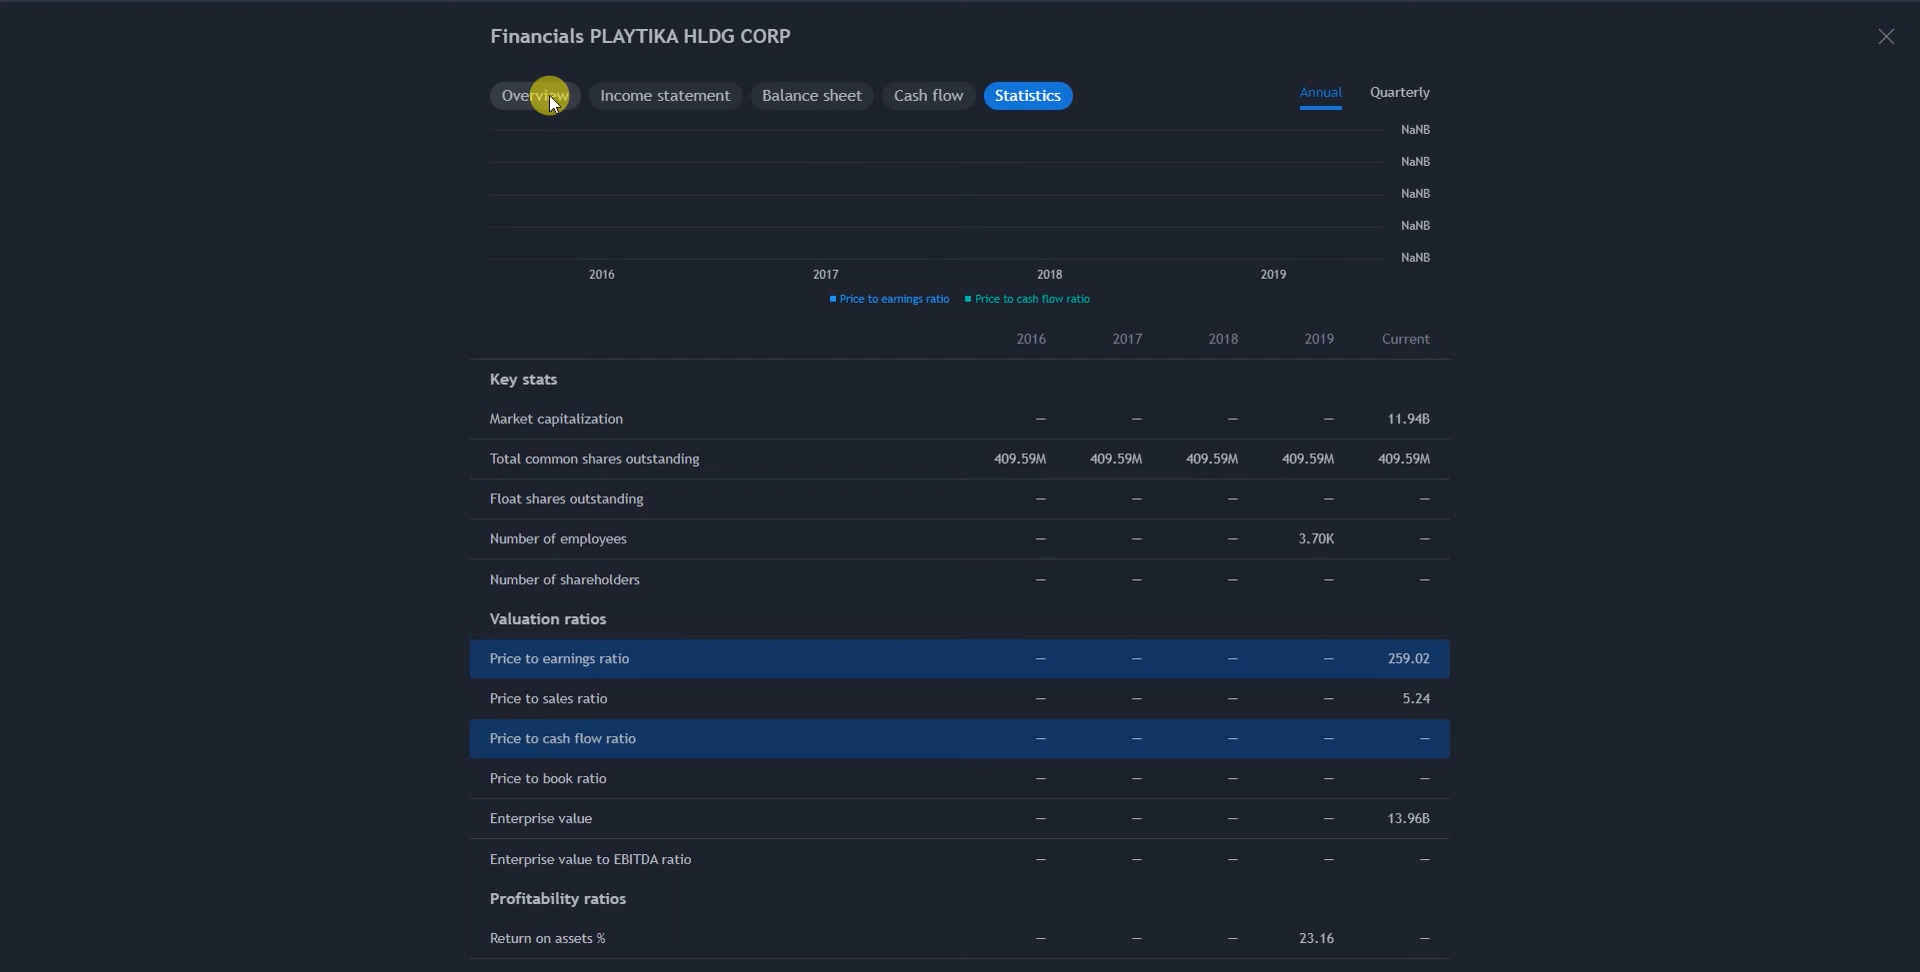 Financials PLAYTIKA HLDG CORP
Overview Income statement Balance sheet Cash flow Statistics Annual Quarterly
NaNB
NaNB
NaNB
NaNB
NaNB
2016 2017 2018 2019
Price to earnings ratio Price to cash flow ratio
2016 2017 2018 2019 Current
Key stats
Market capitalization — — — — 11.94B
Total common shares outstanding 409.59M 409.59M 409.59M 409.59M 409.59M
Float shares outstanding — — — — —
Number of employees — — — 3.70K —
Number of shareholders — — — — —
Valuation ratios
Price to earnings ratio — — — — 259.02
Price to sales ratio — — — — 5.24
Price to cash flow ratio — — — — —
Price to book ratio — — — — —
Enterprise value — — — — 13.96B
Enterprise value to EBITDA ratio — — — — —
Profitability ratios
Return on assets % — — — 23.16 —